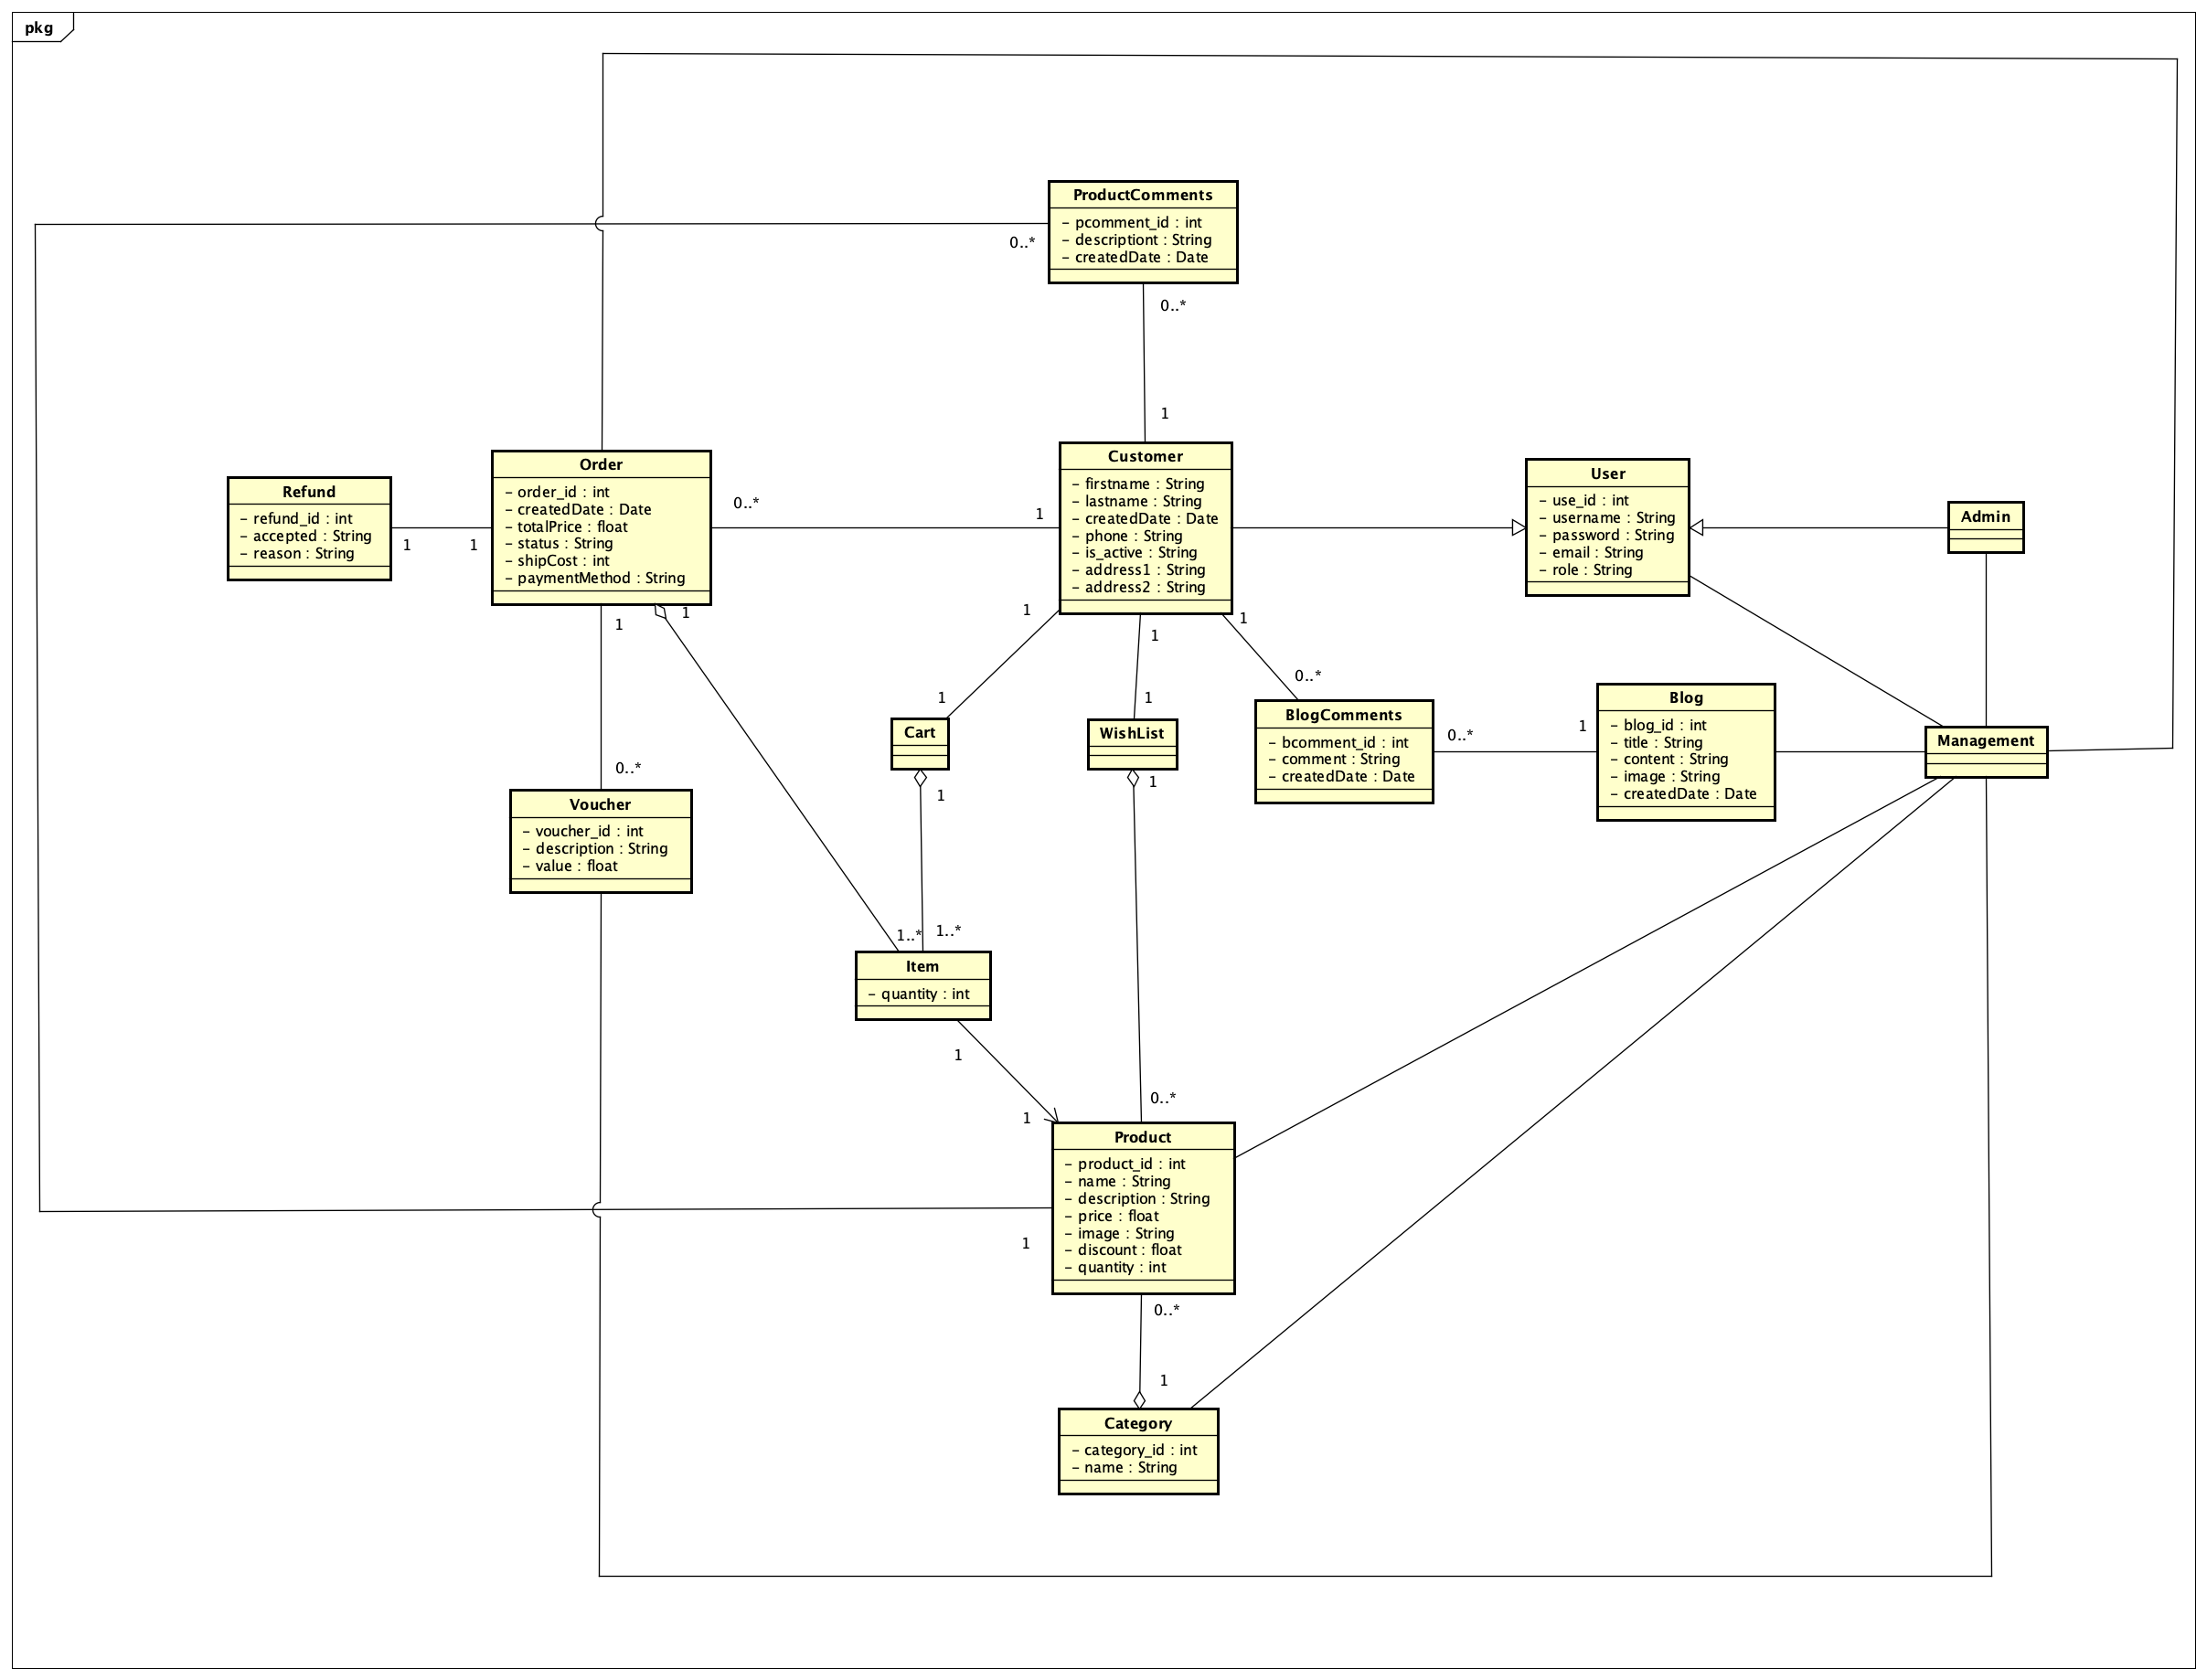 pkg
ProductComments
- pcomment_id : int
- descriptiont : String
- createdDate : Date
0..*
0..*
1
Order
- order_id : int
- createdDate : Date
- totalPrice : float
- status : String
- shipCost : int
- paymentMethod : String
Refund
- refund_id : int
- accepted : String
- reason : String
1
1
0..*
1
Customer
- firstname : String
- lastname : String
- createdDate : Date
- phone : String
- is_active : String
- address1 : String
- address2 : String
User
- use_id : int
- username : String
- password : String
- email : String
- role : String
Admin
1
1
1
1
1
0..*
1
1
0..*
Cart
WishList
BlogComments
- bcomment_id : int
- comment : String
- createdDate : Date
0..*
1
Blog
- blog_id : int
- title : String
- content : String
- image : String
- createdDate : Date
Management
Voucher
- voucher_id : int
- description : String
- value : float
1
1
1..*
1..*
Item
- quantity : int
1
1
0..*
Product
- product_id : int
- name : String
- description : String
- price : float
- image : String
- discount : float
- quantity : int
1
0..*
1
Category
- category_id : int
- name : String